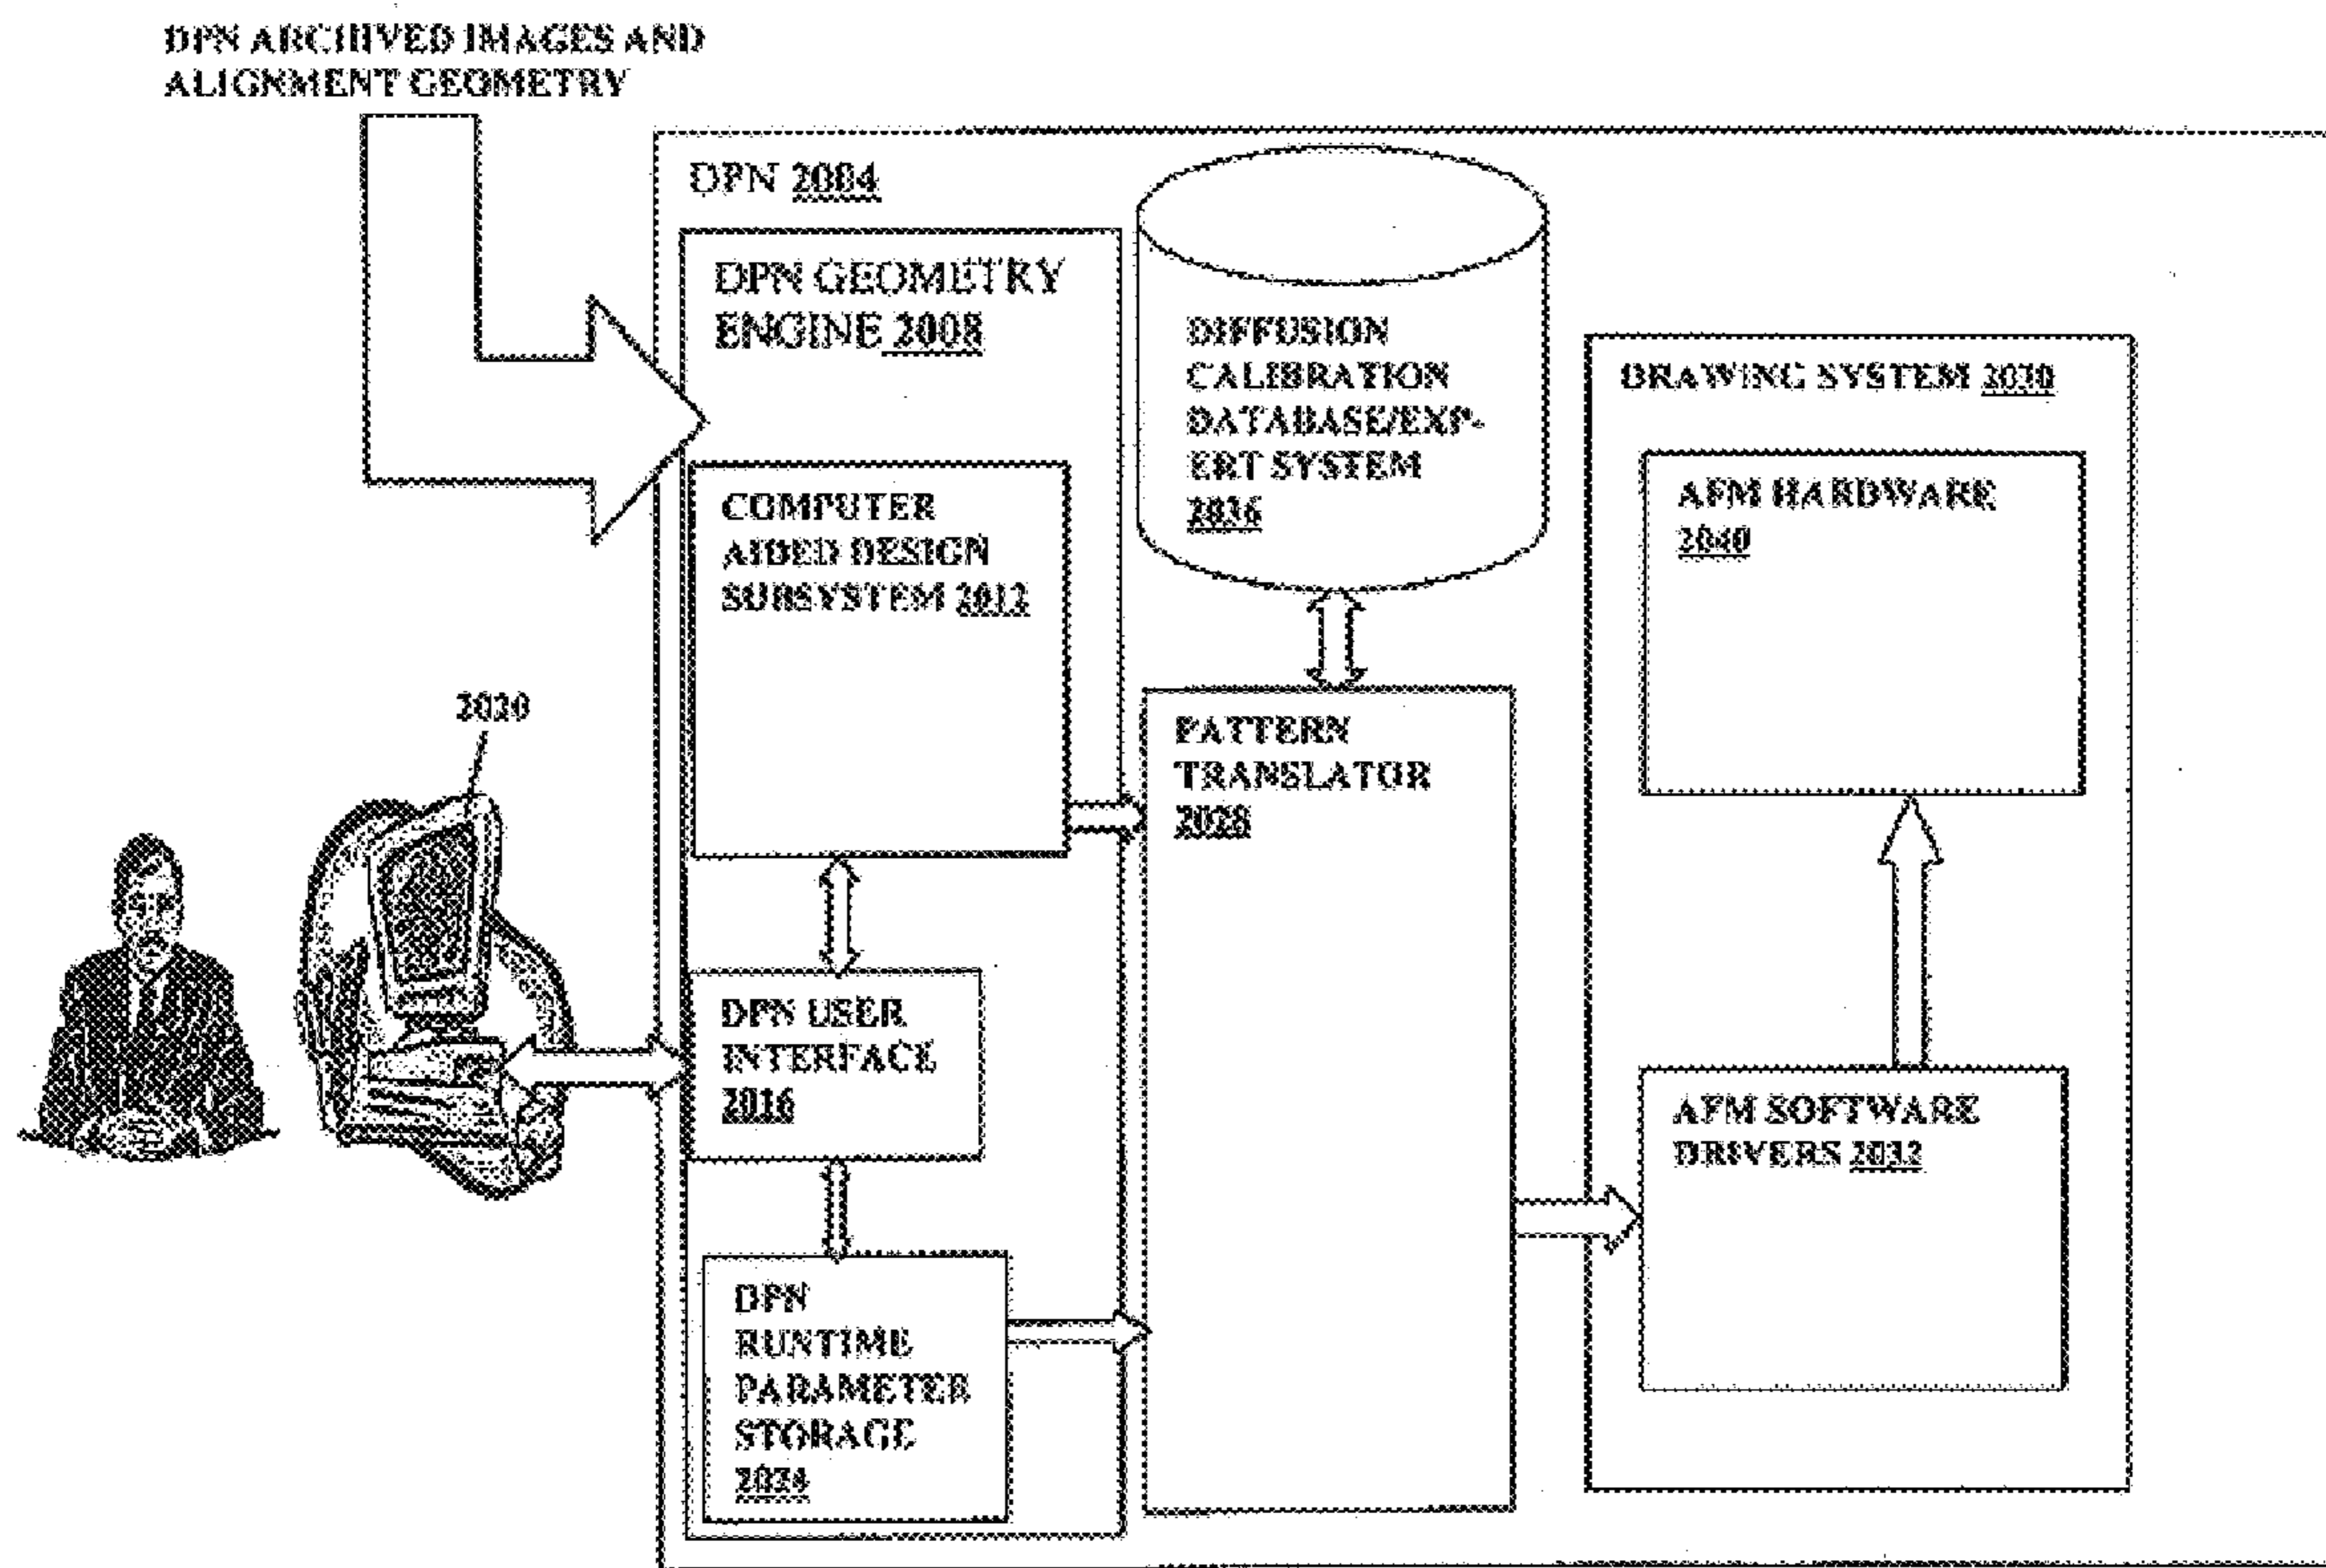 DPN ARCHIVED IMAGES AND
ALIGNMENT GEOMETRY
DPN 2004
DPN GEOMETRY
ENGINE 2008
COMPUTER
AIDED DESIGN
SUBSYSTEM 2012
2020
DPN USER
INTERFACE
2016
DPN
RUNTIME
PARAMETER
STORAGE
2024
DIFFUSION
CALIBRATION
DATABASE/EXP-
ERT SYSTEM
2036
PATTERN
TRANSLATOR
2028
DRAWING SYSTEM 2030
AFM HARDWARE
2040
AFM SOFTWARE
DRIVERS 2032